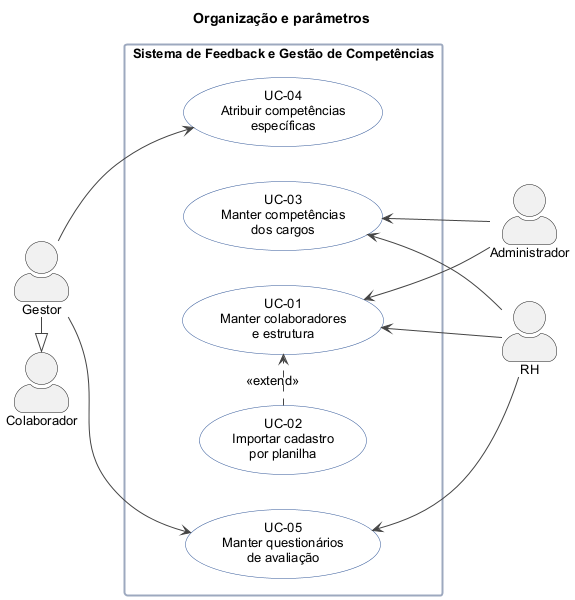 Organização e parâmetros
Sistema de Feedback e Gestão de Competências
UC-04
Atribuir competências
específicas
UC-03
Manter competências
dos cargos
Administrador
Gestor
UC-01
Manter colaboradores
e estrutura
RH
«extend»
Colaborador
UC-02
Importar cadastro
por planilha
UC-05
Manter questionários
de avaliação